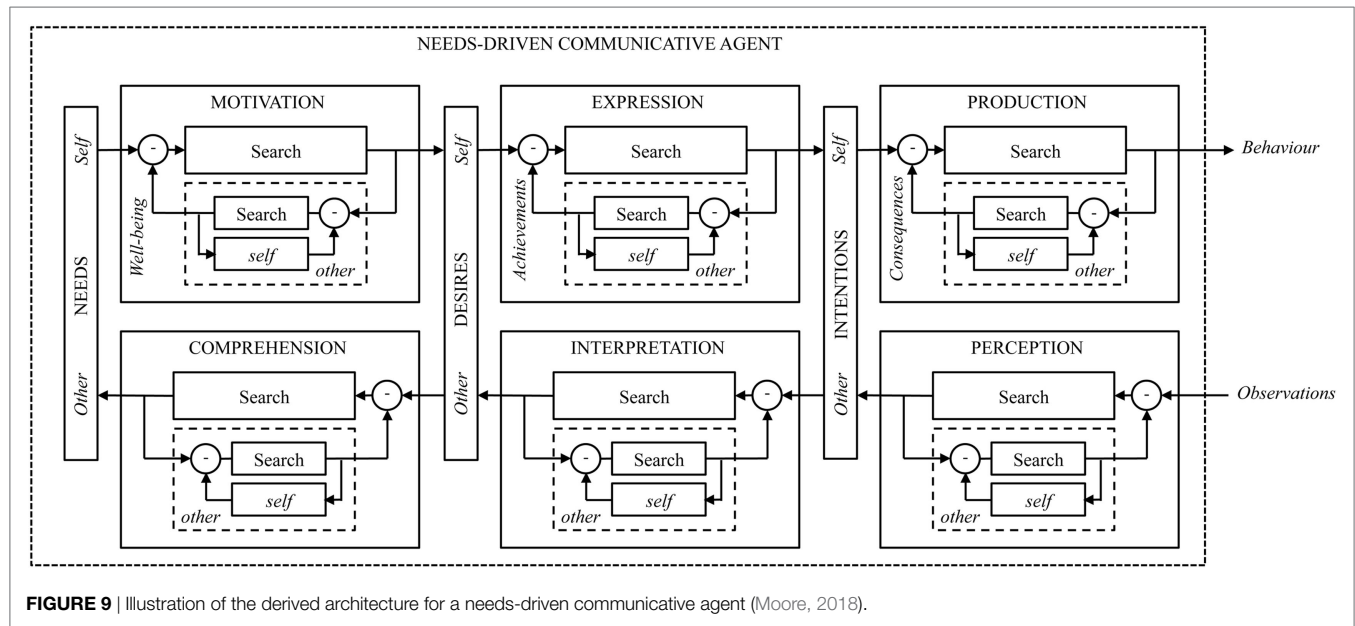 NEEDS-DRIVEN COMMUNICATIVE AGENT
MOTIVATION
EXPRESSION
PRODUCTION
NEEDS
Self
Other
DESIRES
Self
Other
INTENTIONS
Self
Other
-
Search
Well-being
Search
-
self
other
-
Search
Achievements
Search
-
self
other
-
Search
Consequences
Search
-
self
other
Behaviour
COMPREHENSION
INTERPRETATION
PERCEPTION
Search
-
-
Search
self
other
Search
-
-
Search
self
other
Search
-
-
Search
self
other
Observations
FIGURE 9 | Illustration of the derived architecture for a needs-driven communicative agent (Moore, 2018).